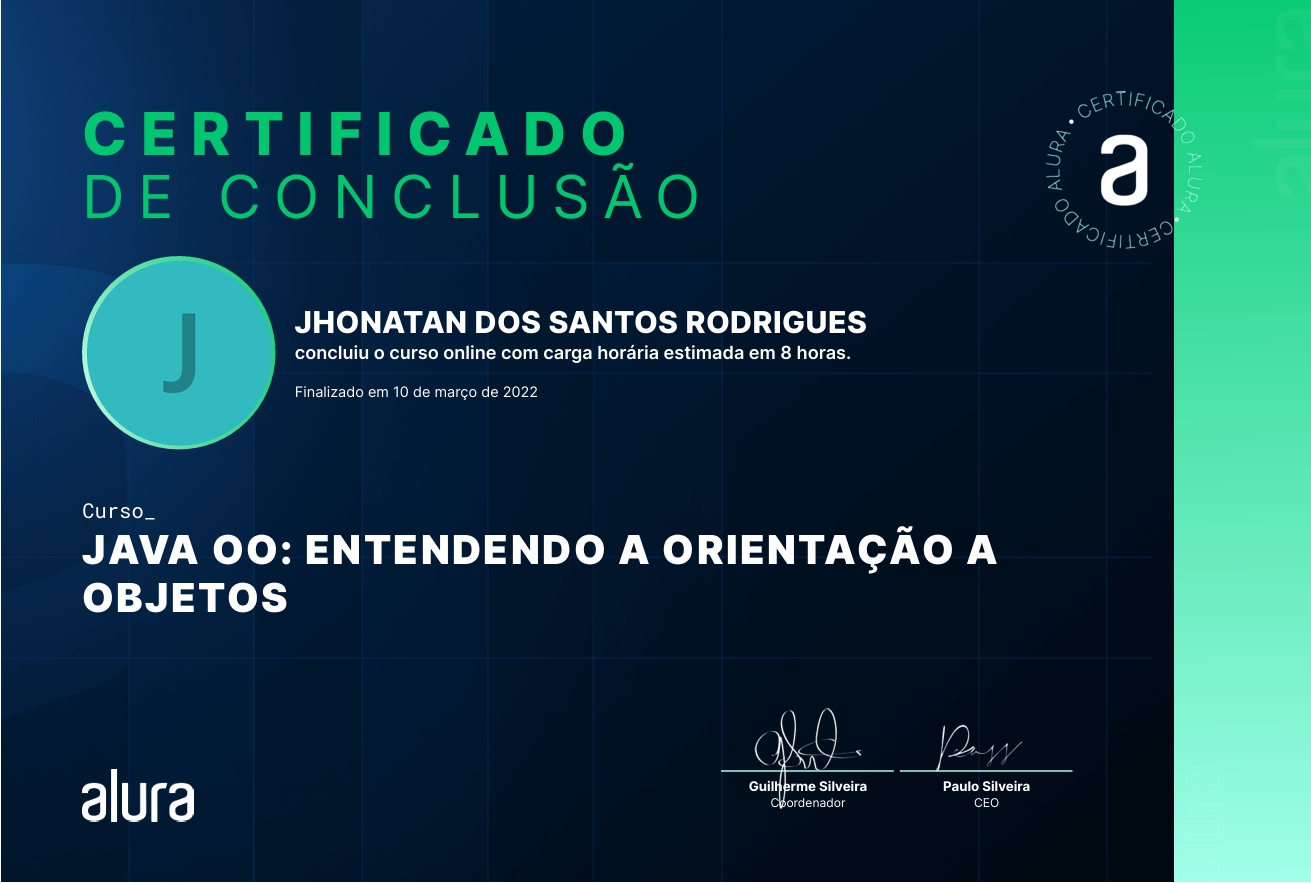 CERTIFICADO
DE CONCLUSÃO
CERTIFICADO ALURA • CERTIFICADO ALURA •
a
J
JHONATAN DOS SANTOS RODRIGUES
concluiu o curso online com carga horária estimada em 8 horas.
Finalizado em 10 de março de 2022
Curso_
JAVA OO: ENTENDENDO A ORIENTAÇÃO A
OBJETOS
alura
Guilherme Silveira
Coordenador
Paulo Silveira
CEO
alura
alura